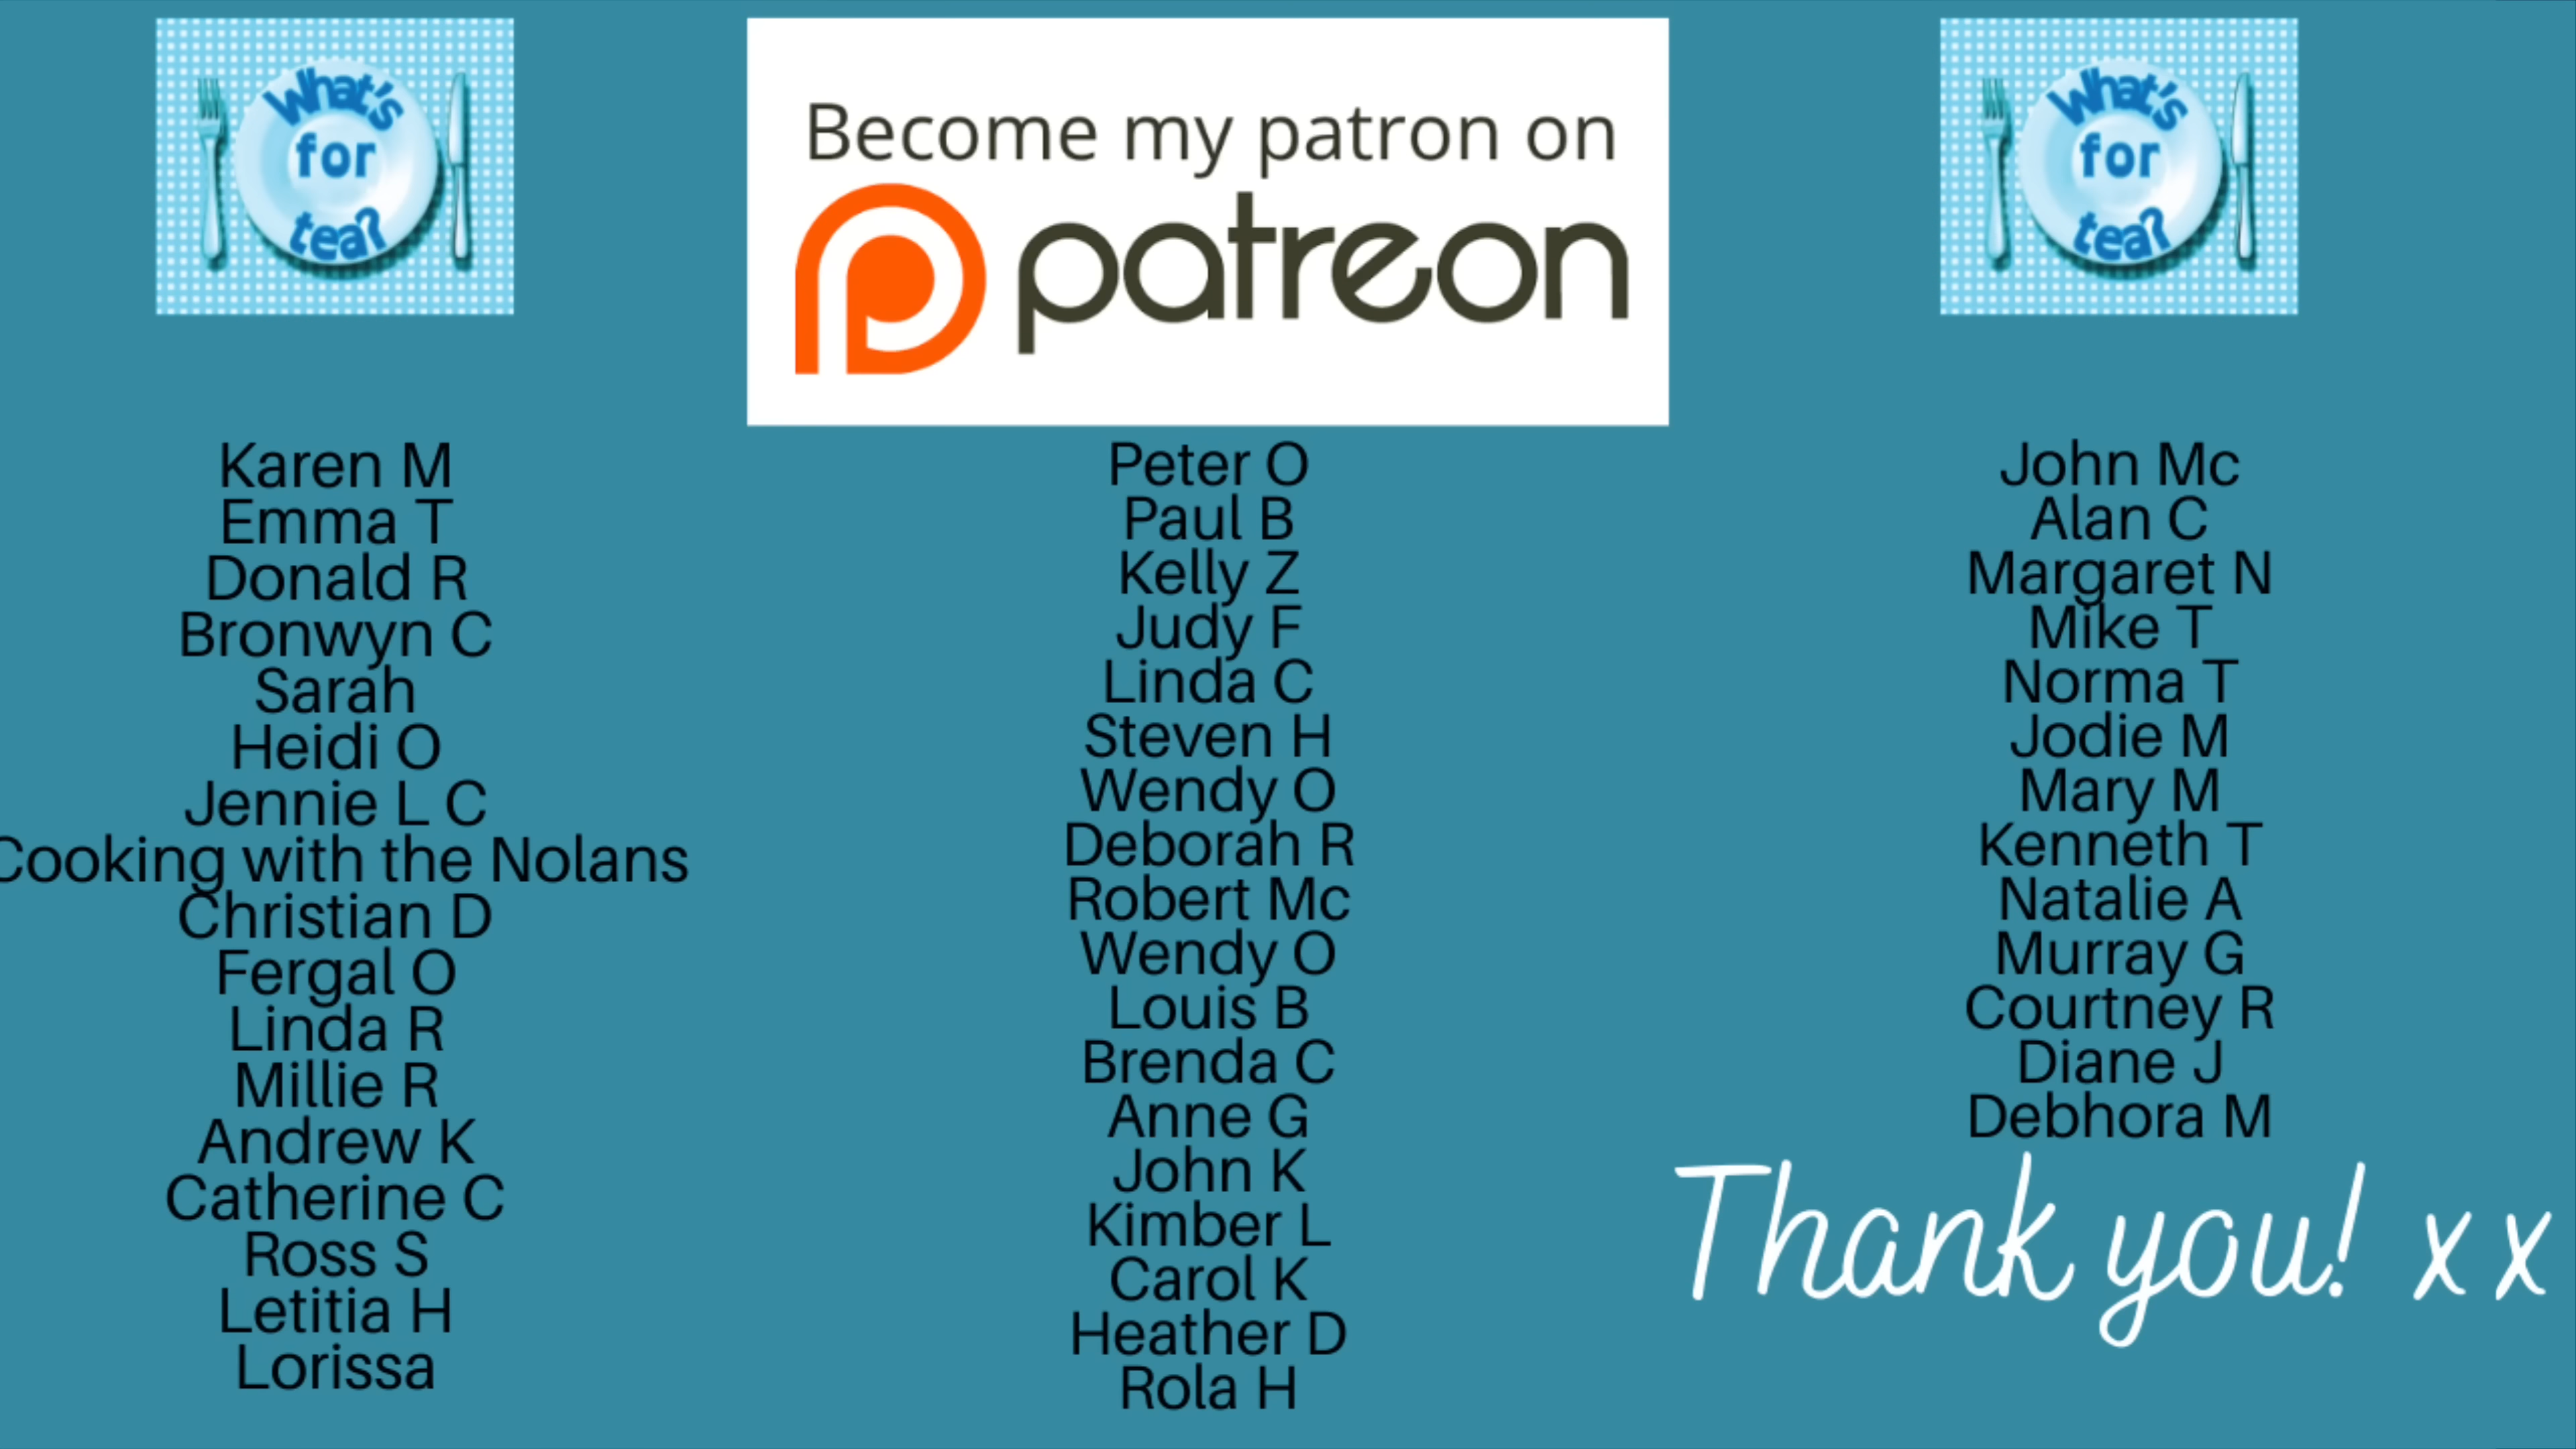 What's
for
tea?
Become my patron on
patreon
What's
for
tea?
Karen M
Emma T
Donald R
Bronwyn C
Sarah
Heidi O
Jennie L C
Cooking with the Nolans
Christian D
Fergal O
Linda R
Millie R
Andrew K
Catherine C
Ross S
Letitia H
Lorissa
Peter O
Paul B
Kelly Z
Judy F
Linda C
Steven H
Wendy O
Deborah R
Robert Mc
Wendy O
Louis B
Brenda C
Anne G
John K
Kimber L
Carol K
Heather D
Rola H
John Mc
Alan C
Margaret N
Mike T
Norma T
Jodie M
Mary M
Kenneth T
Natalie A
Murray G
Courtney R
Diane J
Debhora M
Thank you! x x